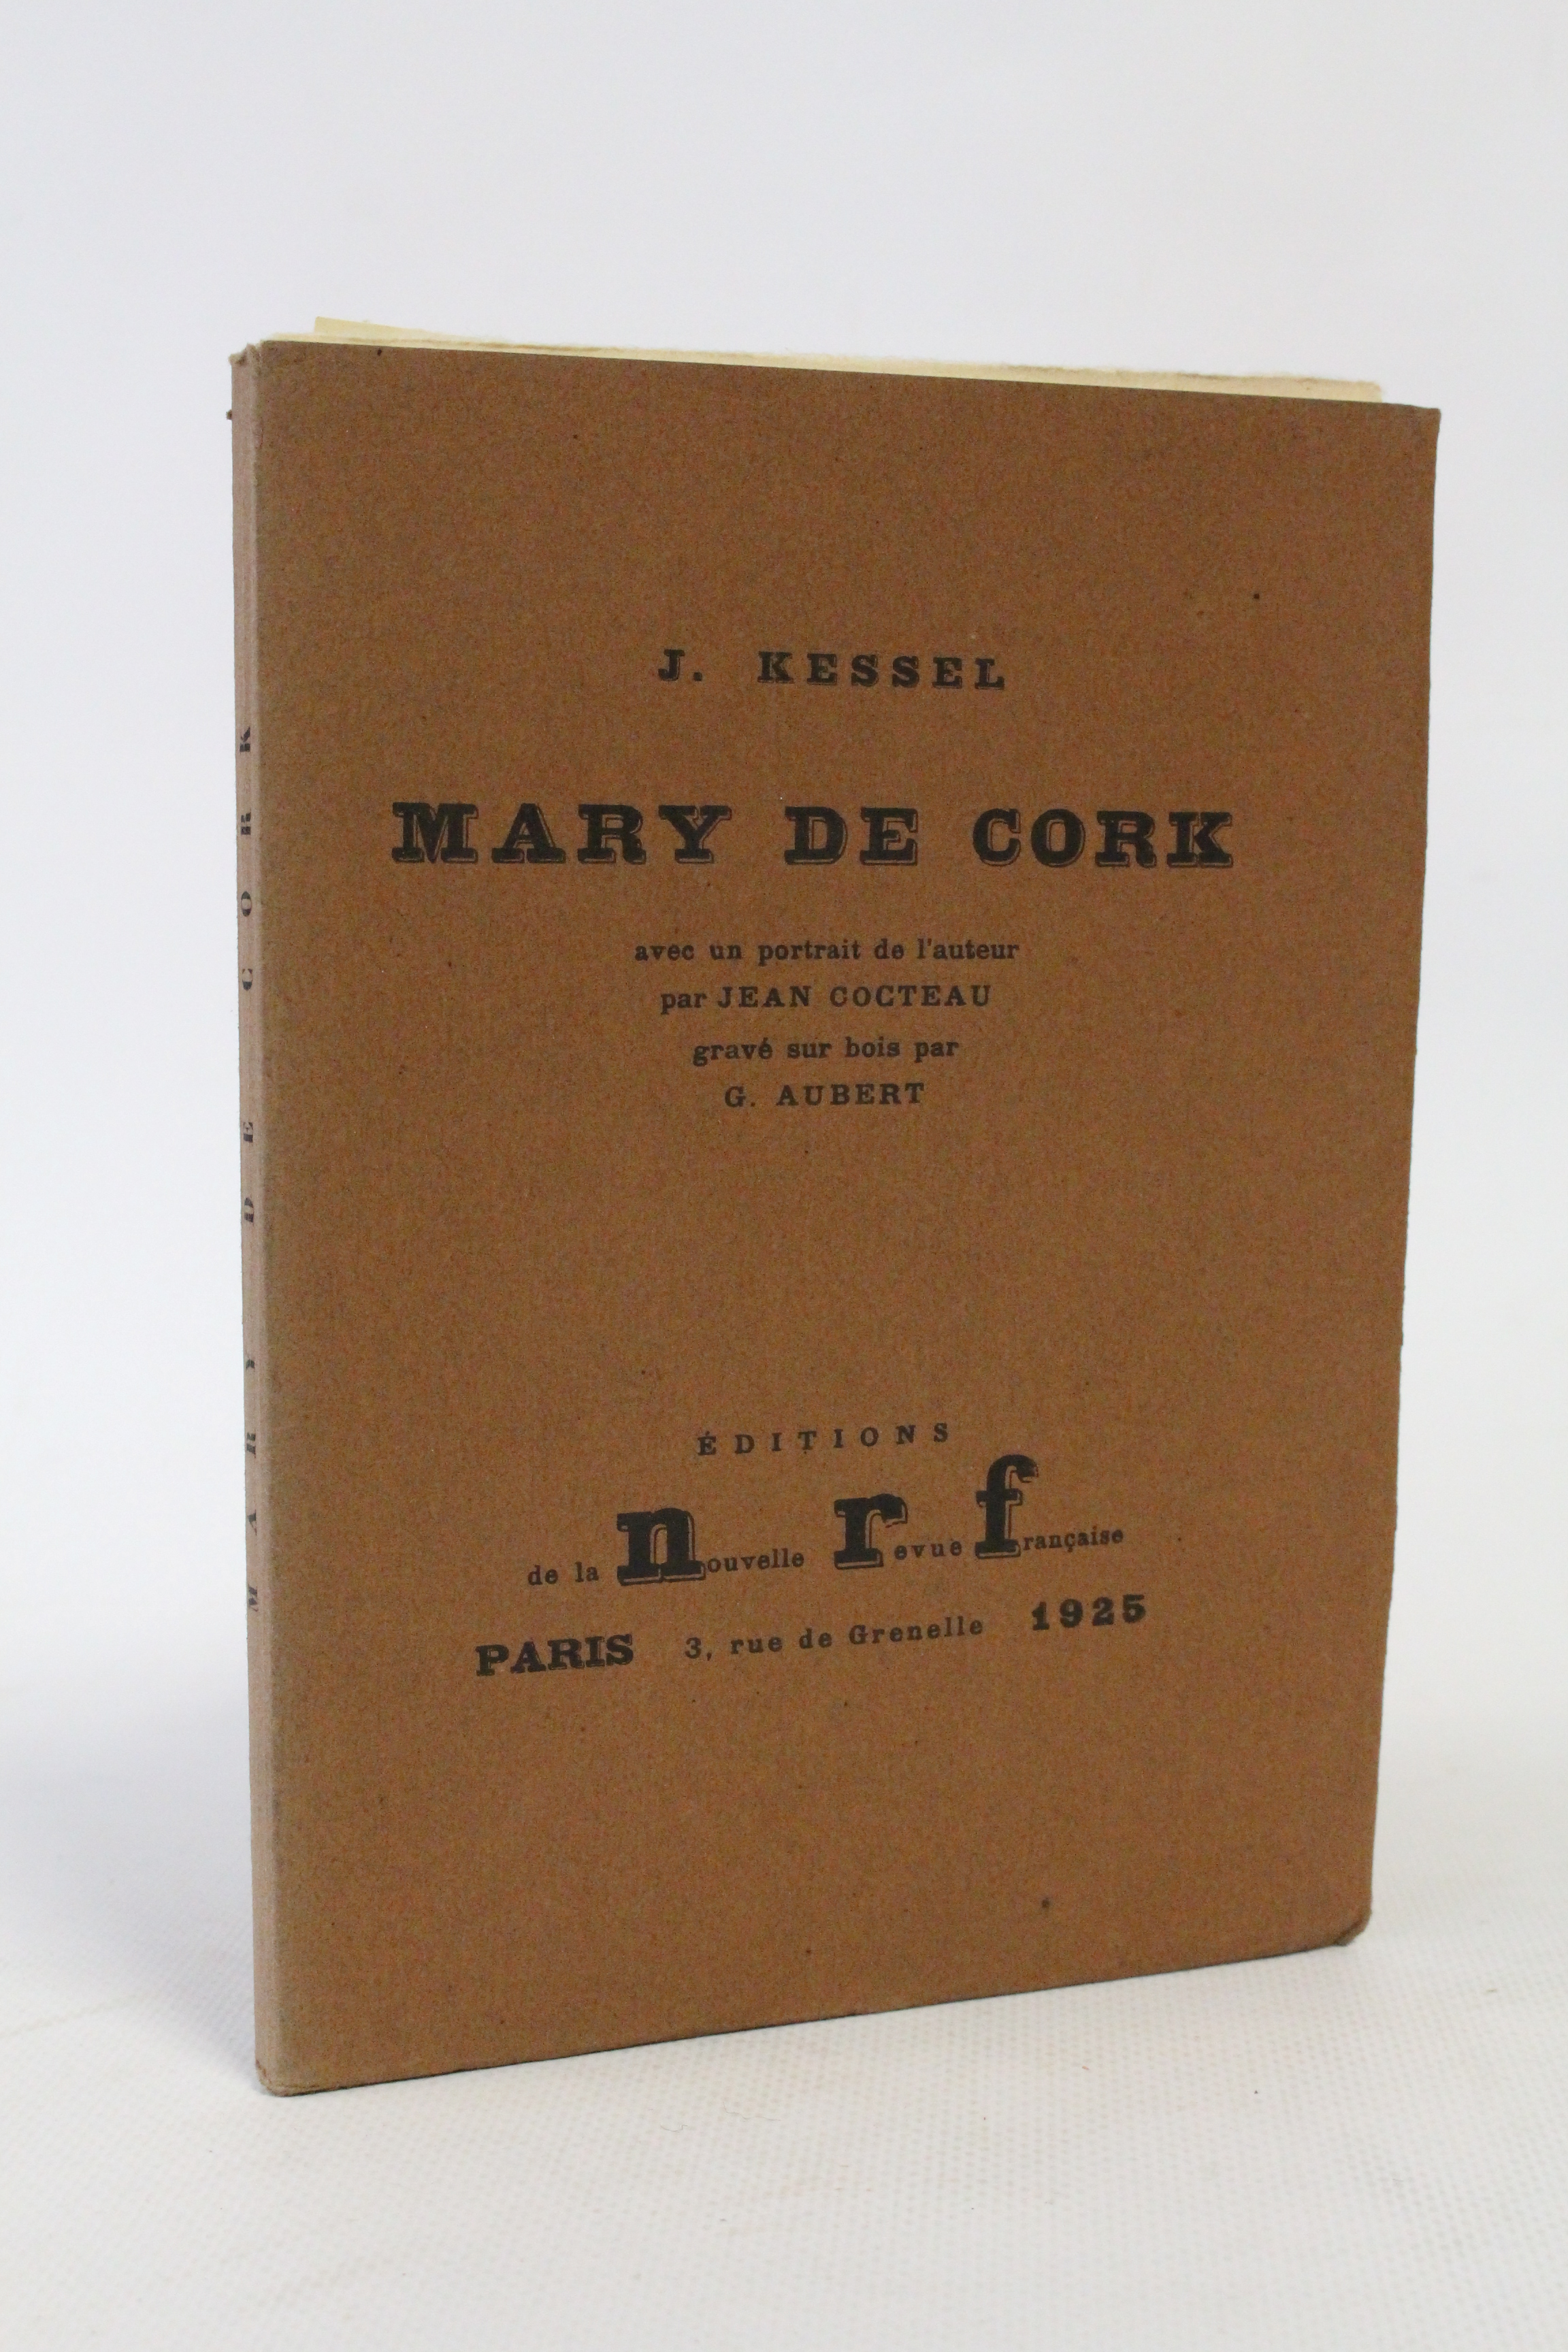 J. KESSEL
MARY DE CORK
avec un portrait de l'auteur
par JEAN COCTEAU
gravé sur bois par
G. AUBERT
ÉDITIONS
de la nouvelle revue française
PARIS 3, rue de Grenelle 1925
MARY DE CORK